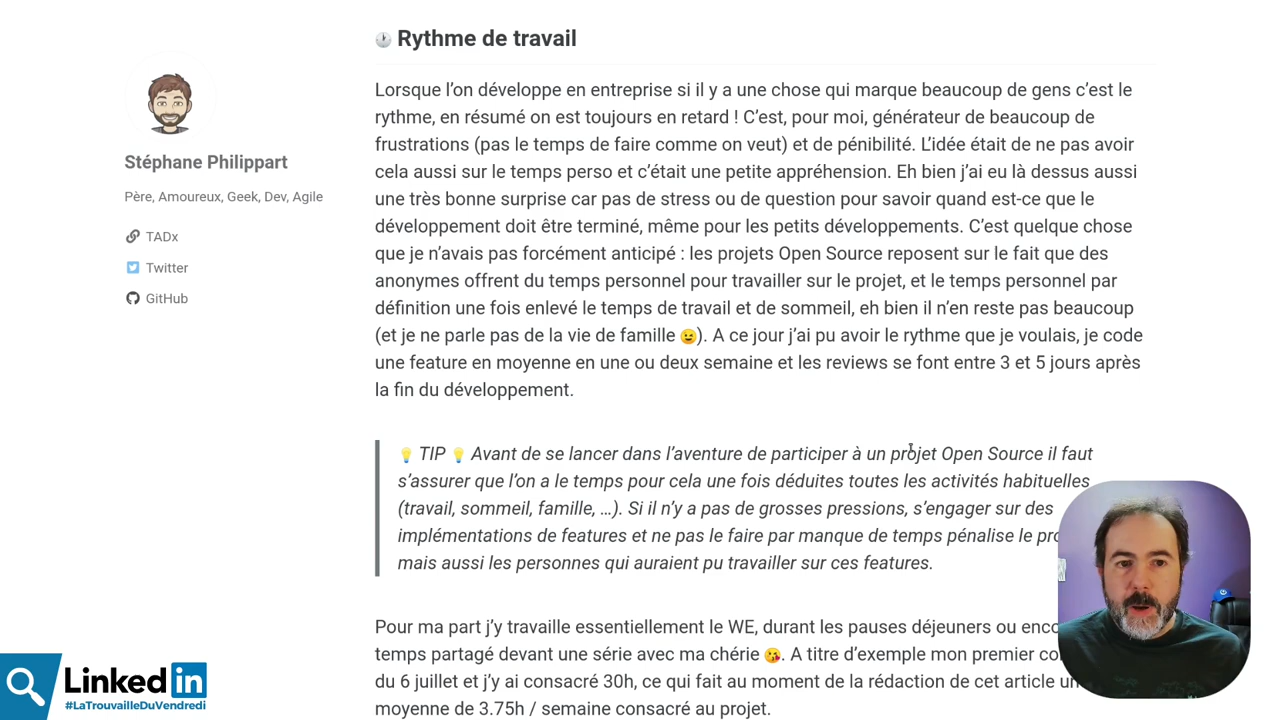 Rythme de travail
Lorsque l’on développe en entreprise si il y a une chose qui marque beaucoup de gens c’est le
rythme, en résumé on est toujours en retard ! C’est, pour moi, générateur de beaucoup de
frustrations (pas le temps de faire comme on veut) et de pénibilité. L’idée était de ne pas avoir
cela aussi sur le temps perso et c’était une petite appréhension. Eh bien j’ai eu là dessus aussi
une très bonne surprise car pas de stress ou de question pour savoir quand est-ce que le
développement doit être terminé, même pour les petits développements. C’est quelque chose
que je n’avais pas forcément anticipé : les projets Open Source reposent sur le fait que des
anonymes offrent du temps personnel pour travailler sur le projet, et le temps personnel par
définition une fois enlevé le temps de travail et de sommeil, eh bien il n’en reste pas beaucoup
(et je ne parle pas de la vie de famille 😉). A ce jour j’ai pu avoir le rythme que je voulais, je code
une feature en moyenne en une ou deux semaine et les reviews se font entre 3 et 5 jours après
la fin du développement.
💡 TIP 💡 Avant de se lancer dans l’aventure de participer à un projet Open Source il faut
s’assurer que l’on a le temps pour cela une fois déduites toutes les activités habituelles
(travail, sommeil, famille, …). Si il n’y a pas de grosses pressions, s’engager sur des
implémentations de features et ne pas le faire par manque de temps pénalise le
mais aussi les personnes qui auraient pu travailler sur ces features.
Pour ma part j’y travaille essentiellement le WE, durant les pauses déjeuners ou
temps partagé devant une série avec ma chérie 😘. A titre d’exemple mon premier
du 6 juillet et j’y ai consacré 30h, ce qui fait au moment de la rédaction de cet article
moyenne de 3.75h / semaine consacré au projet.
Stéphane Philippart
Père, Amoureux, Geek, Dev, Agile
TADx
Twitter
GitHub
Linked in
#LaTrouvailleDuVendredi